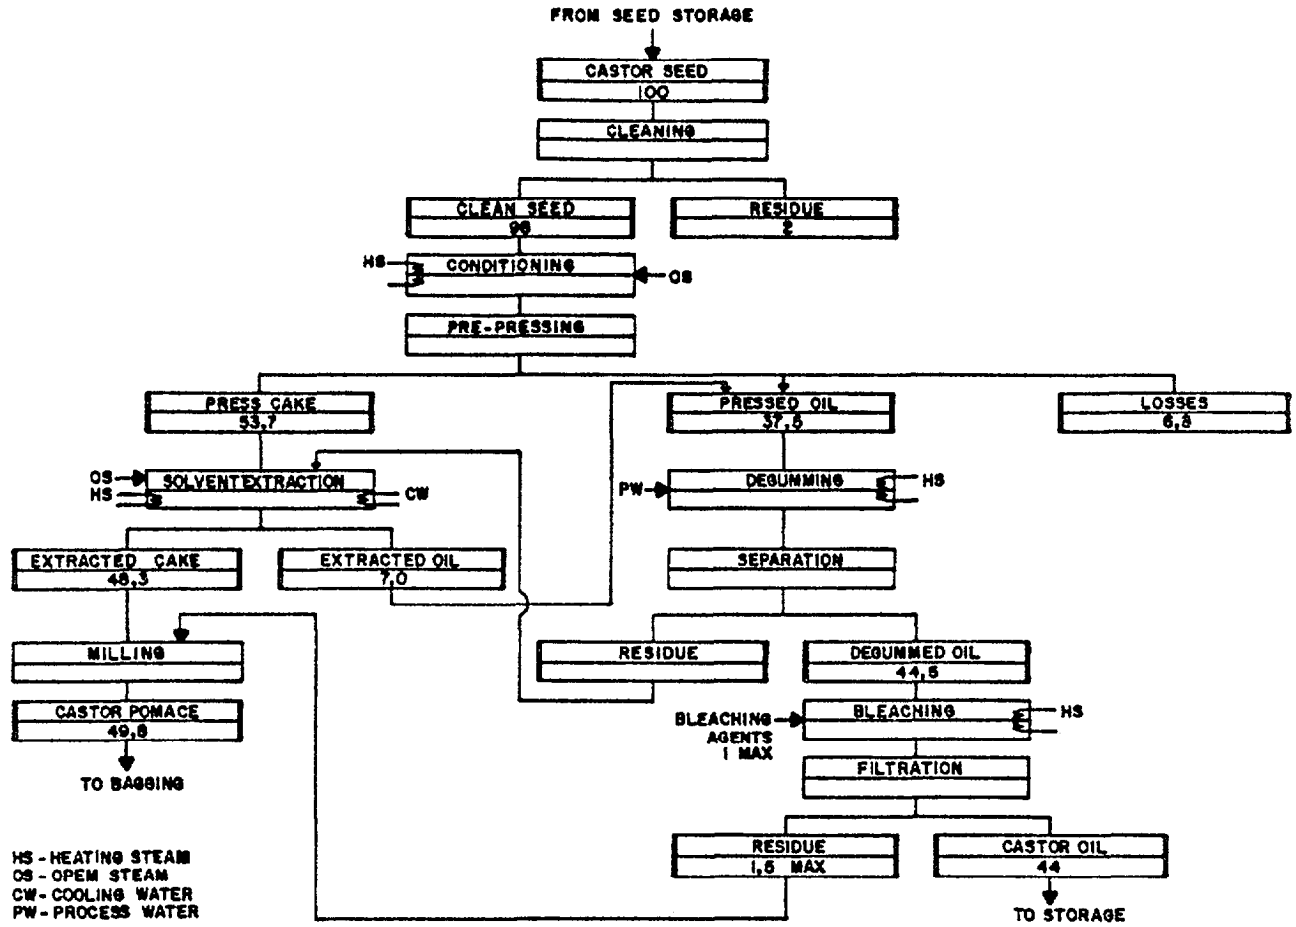 FROM SEED STORAGE
CASTOR SEED
100
CLEANING
CLEAN SEED
98
RESIDUE
2
HS
CONDITIONING
OS
PRE-PRESSING
PRESS CAKE
53,7
PRESSED OIL
37,5
LOSSES
6,8
OS
HS
SOLVENT EXTRACTION
CW
PW
DEGUMMING
HS
EXTRACTED CAKE
48,3
EXTRACTED OIL
7,0
SEPARATION
MILLING
RESIDUE
DEGUMMED OIL
44,5
CASTOR POMACE
49,8
TO BAGGING
BLEACHING
AGENTS
1 MAX
BLEACHING
HS
FILTRATION
RESIDUE
1,5 MAX
CASTOR OIL
44
TO STORAGE
HS - HEATING STEAM
OS - OPEM STEAM
CW - COOLING WATER
PW - PROCESS WATER